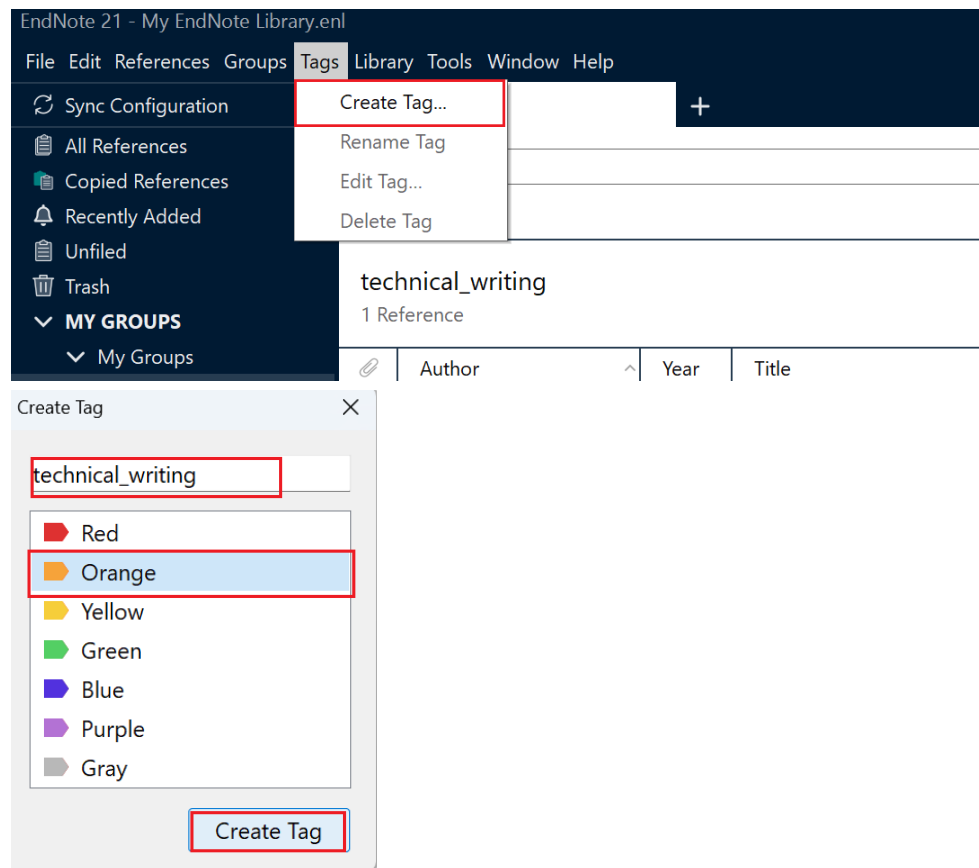 EndNote 21 - My EndNote Library.enl
File Edit References Groups Tags Library Tools Window Help
Sync Configuration
Create Tag...
+
All References
Rename Tag
Copied References
Edit Tag...
Recently Added
Delete Tag
Unfiled
Trash
technical_writing
1 Reference
MY GROUPS
My Groups
Author Year Title
Create Tag
technical_writing
Red
Orange
Yellow
Green
Blue
Purple
Gray
Create Tag